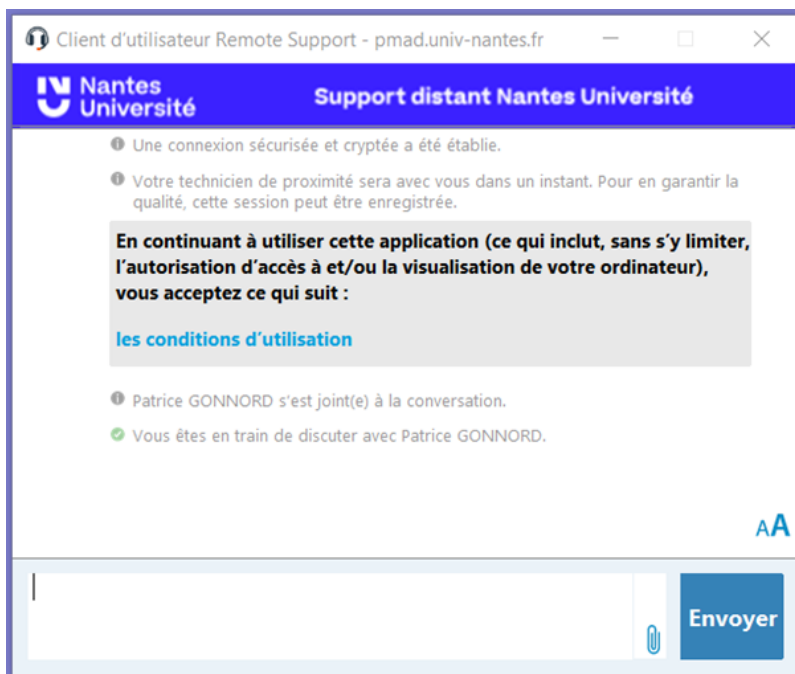 Client d'utilisateur Remote Support - pmad.univ-nantes.fr
Nantes
Université
Support distant Nantes Université
Une connexion sécurisée et cryptée a été établie.
Votre technicien de proximité sera avec vous dans un instant. Pour en garantir la
qualité, cette session peut être enregistrée.
En continuant à utiliser cette application (ce qui inclut, sans s’y limiter,
l’autorisation d’accès à et/ou la visualisation de votre ordinateur),
vous acceptez ce qui suit :
les conditions d’utilisation
Patrice GONNORD s'est joint(e) à la conversation.
Vous êtes en train de discuter avec Patrice GONNORD.
AA
Envoyer